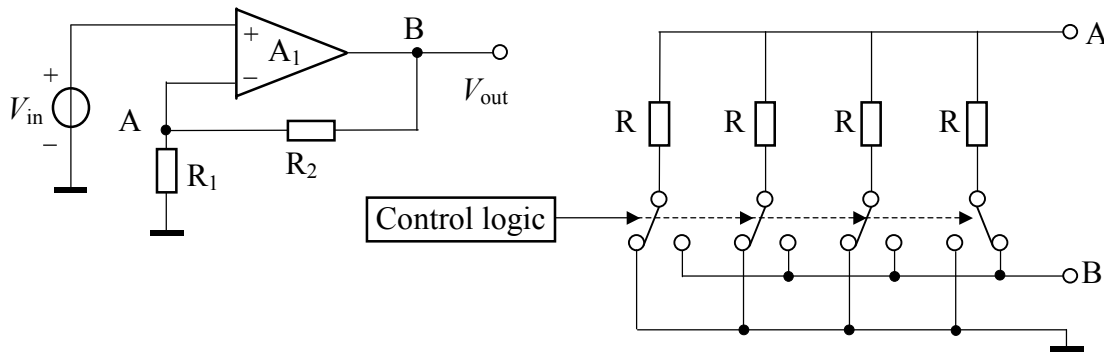 +
A1
−
B
Vout
+
Vin
−
A
R1
R2
A
R R R R
Control logic
B